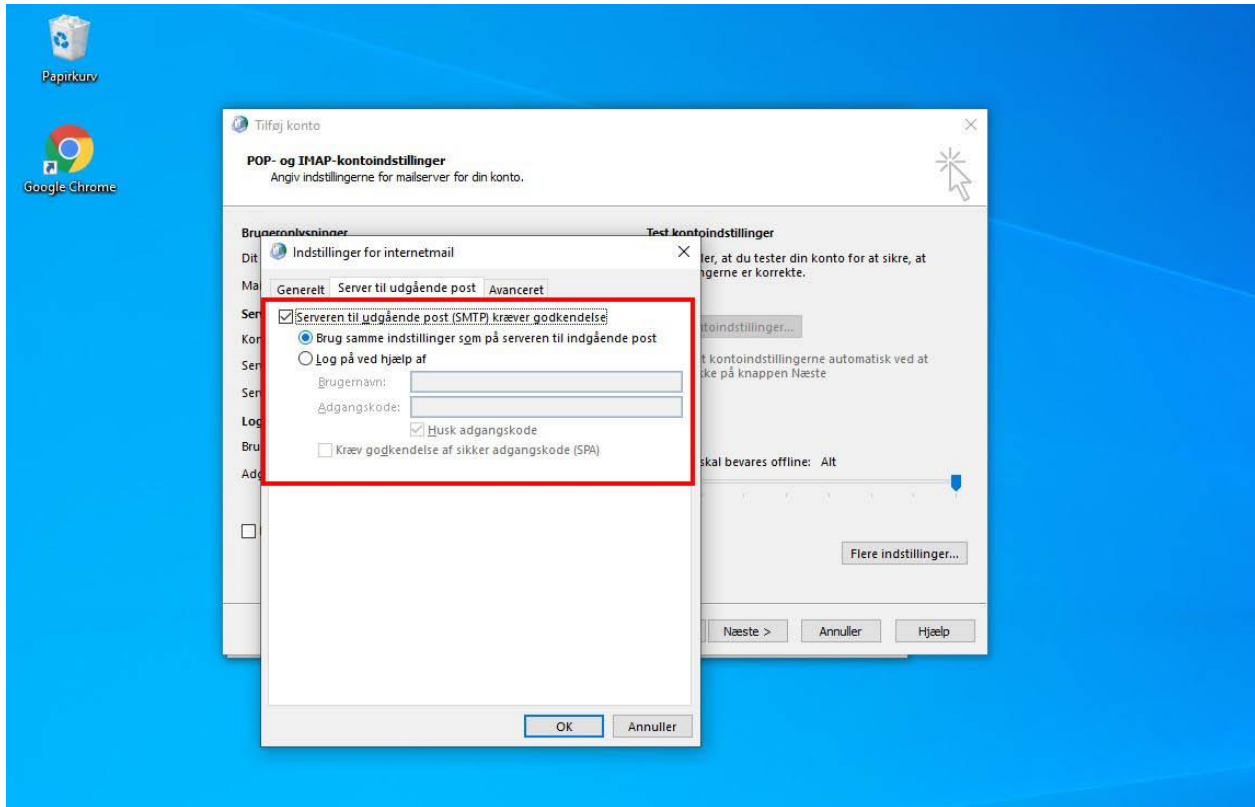 Papirkurv
Google Chrome
Tilføj konto
POP- og IMAP-kontoindstillinger
Angiv indstillingerne for mailserver for din konto.
Brugeroplysninger
Test kontoindstillinger
Dit
at du tester din konto for at sikre, at
er korrekte.
Indstillinger for internetmail
Generelt Server til udgående post Avanceret
Serveren til udgående post (SMTP) kræver godkendelse
Brug samme indstillinger som på serveren til indgående post
Log på ved hjælp af
Brugernavn:
Adgangskode:
Husk adgangskode
Kræv godkendelse af sikker adgangskode (SPA)
kontoindstillingerne automatisk ved at
på knappen Næste
skal bevares offline: Alt
Flere indstillinger...
Næste > Annuller Hjælp
OK Annuller